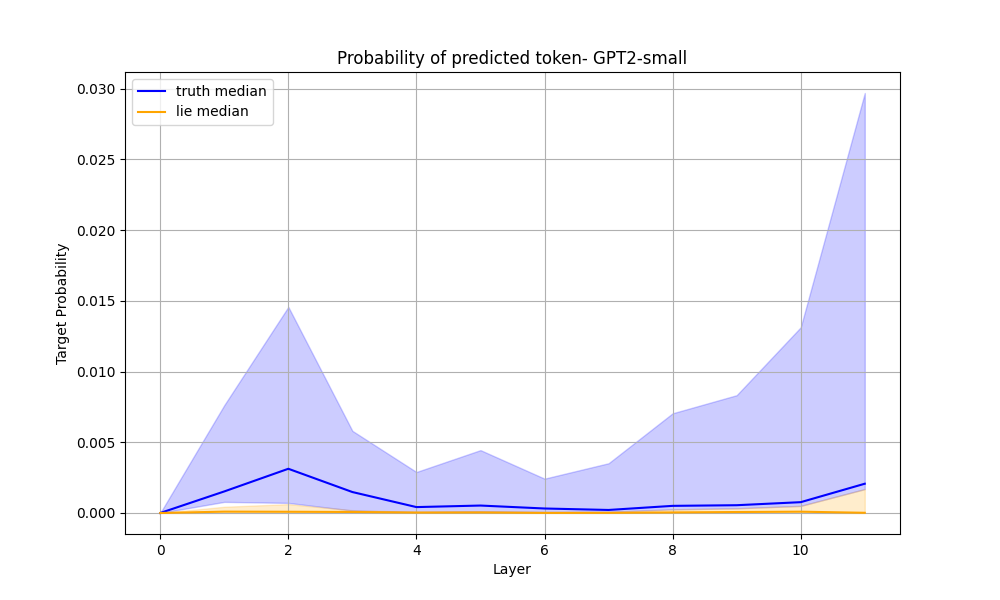 Probability of predicted token- GPT2-small
truth median
lie median
0.030
0.025
0.020
0.015
0.010
0.005
0.000
Target Probability
0 2 4 6 8 10
Layer